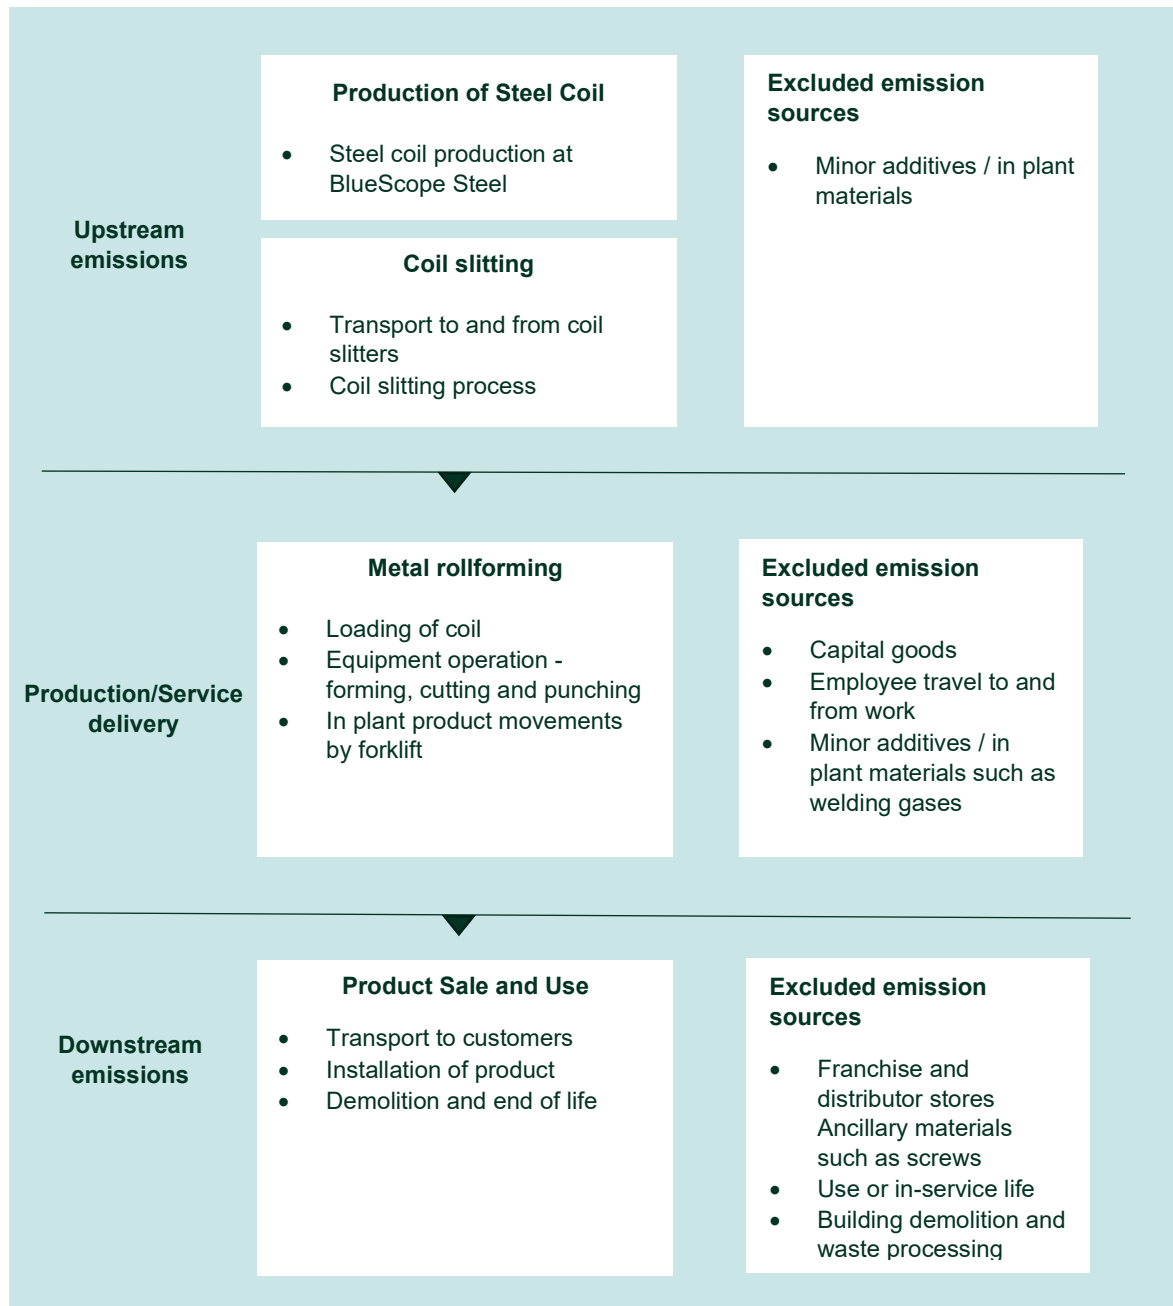 Upstream
emissions
Production of Steel Coil
• Steel coil production at
BlueScope Steel
Coil slitting
• Transport to and from coil
slitters
• Coil slitting process
Excluded emission
sources
• Minor additives / in plant
materials
Production/Service
delivery
Metal rollforming
• Loading of coil
• Equipment operation -
forming, cutting and punching
• In plant product movements
by forklift
Excluded emission
sources
• Capital goods
• Employee travel to and
from work
• Minor additives / in
plant materials such as
welding gases
Downstream
emissions
Product Sale and Use
• Transport to customers
• Installation of product
• Demolition and end of life
Excluded emission
sources
• Franchise and
distributor stores
Ancillary materials
such as screws
• Use or in-service life
• Building demolition and
waste processing